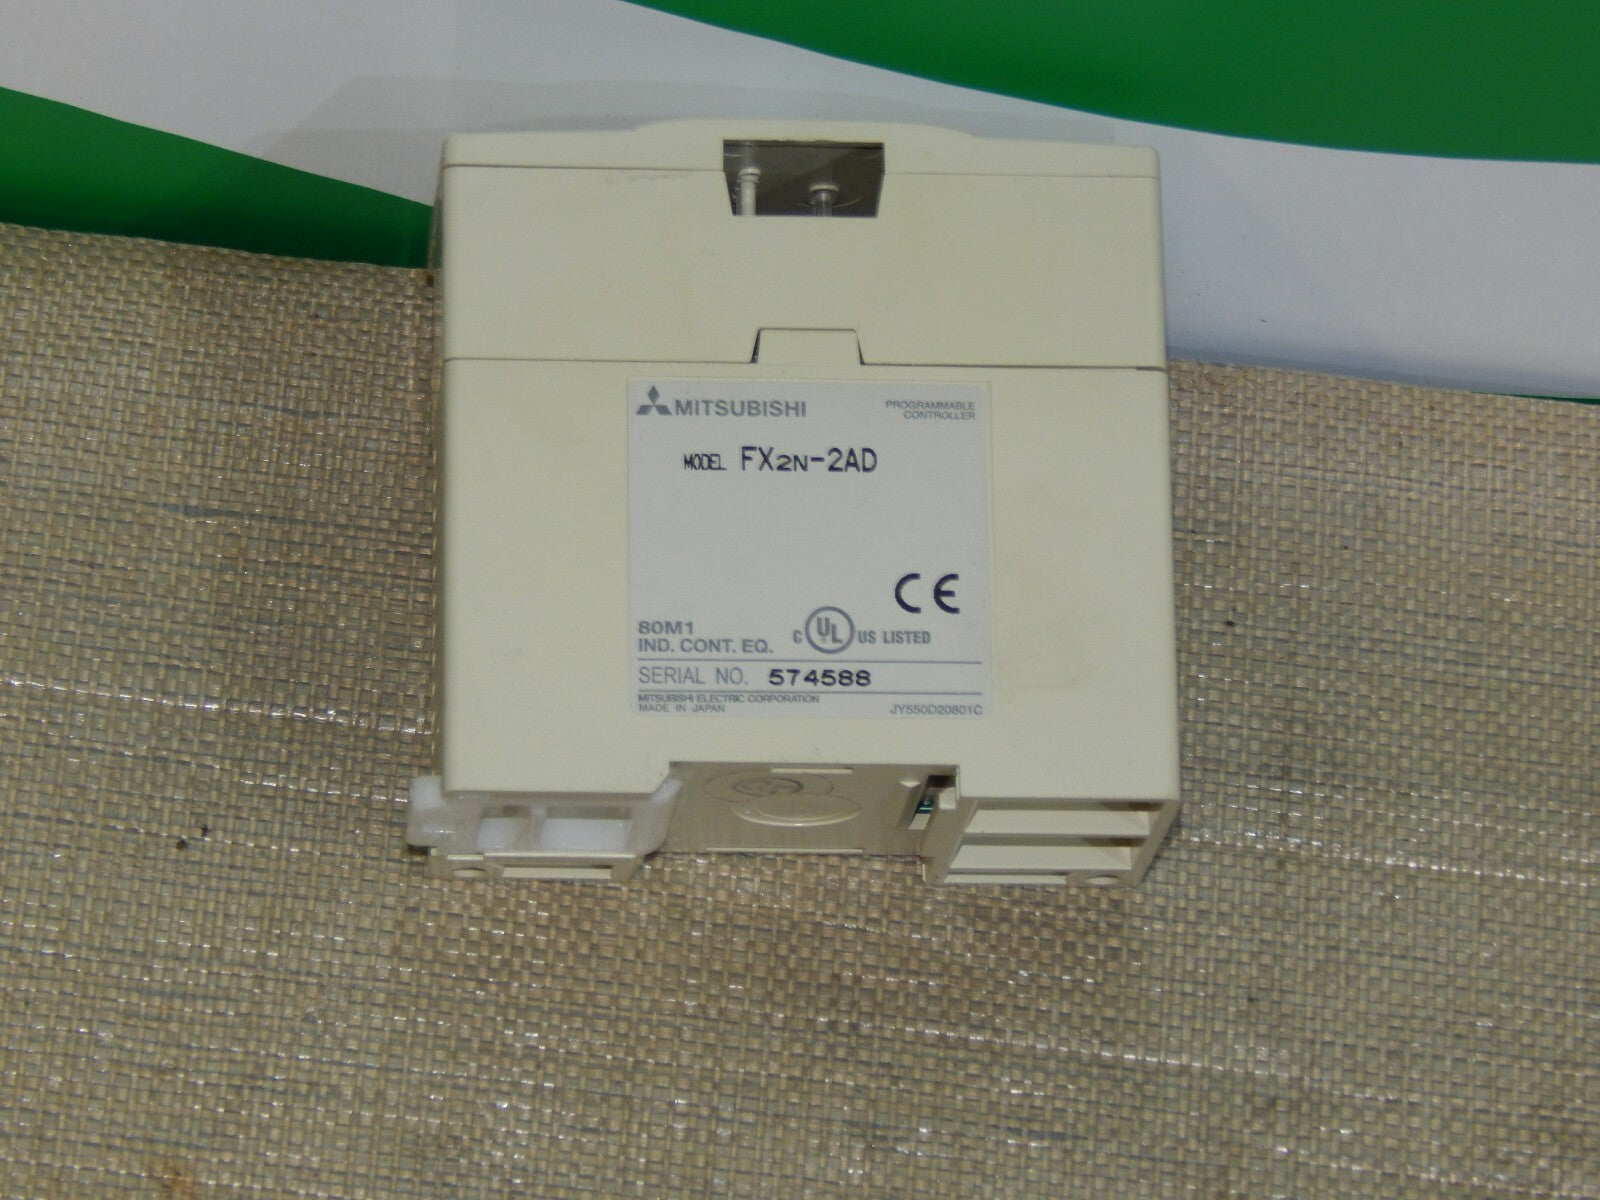 MITSUBISHI
PROGRAMMABLE
CONTROLLER
MODEL FX2N-2AD
CE
80M1
IND. CONT. EQ.
C UL US LISTED
SERIAL NO. 574588
MITSUBISHI ELECTRIC CORPORATION
MADE IN JAPAN
JY550D20801C